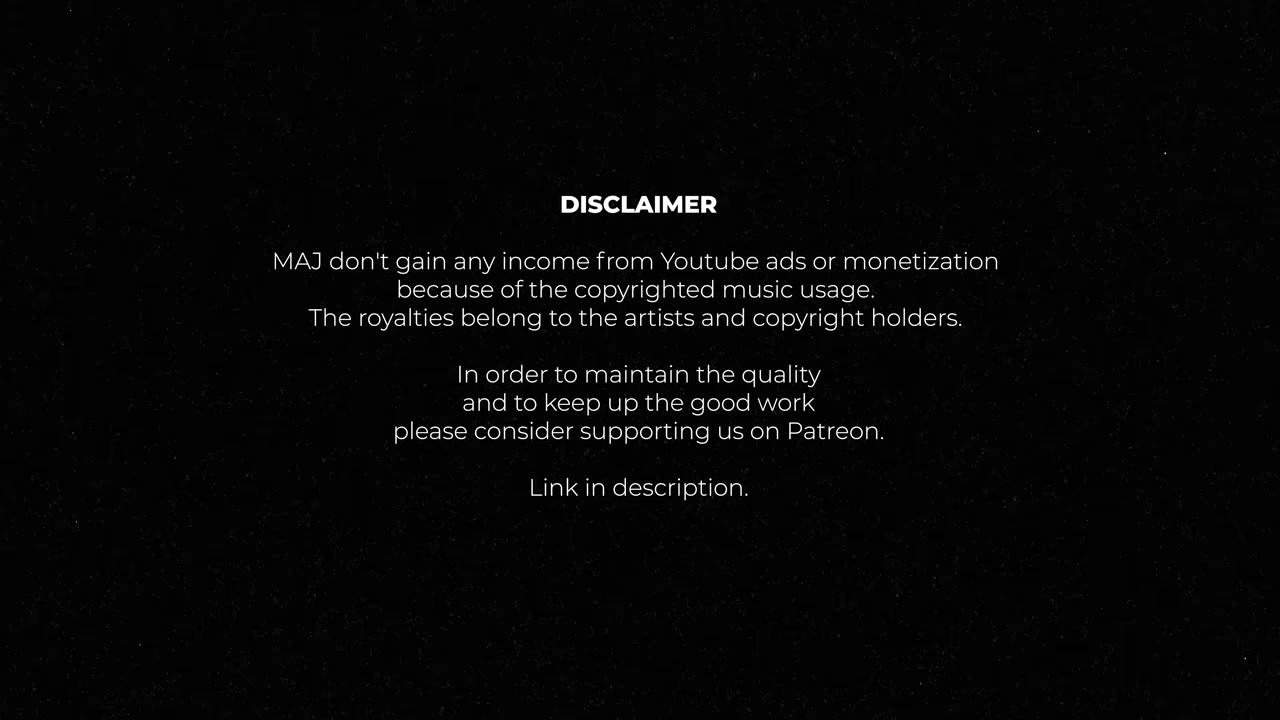 DISCLAIMER
MAJ don't gain any income from Youtube ads or monetization
because of the copyrighted music usage.
The royalties belong to the artists and copyright holders.
In order to maintain the quality
and to keep up the good work
please consider supporting us on Patreon.
Link in description.